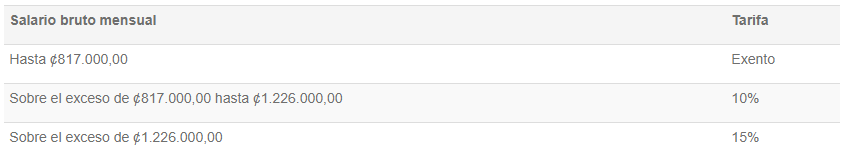 Salario bruto mensual Tarifa
Hasta ₡817.000,00 Exento
Sobre el exceso de ₡817.000,00 hasta ₡1.226.000,00 10%
Sobre el exceso de ₡1.226.000,00 15%